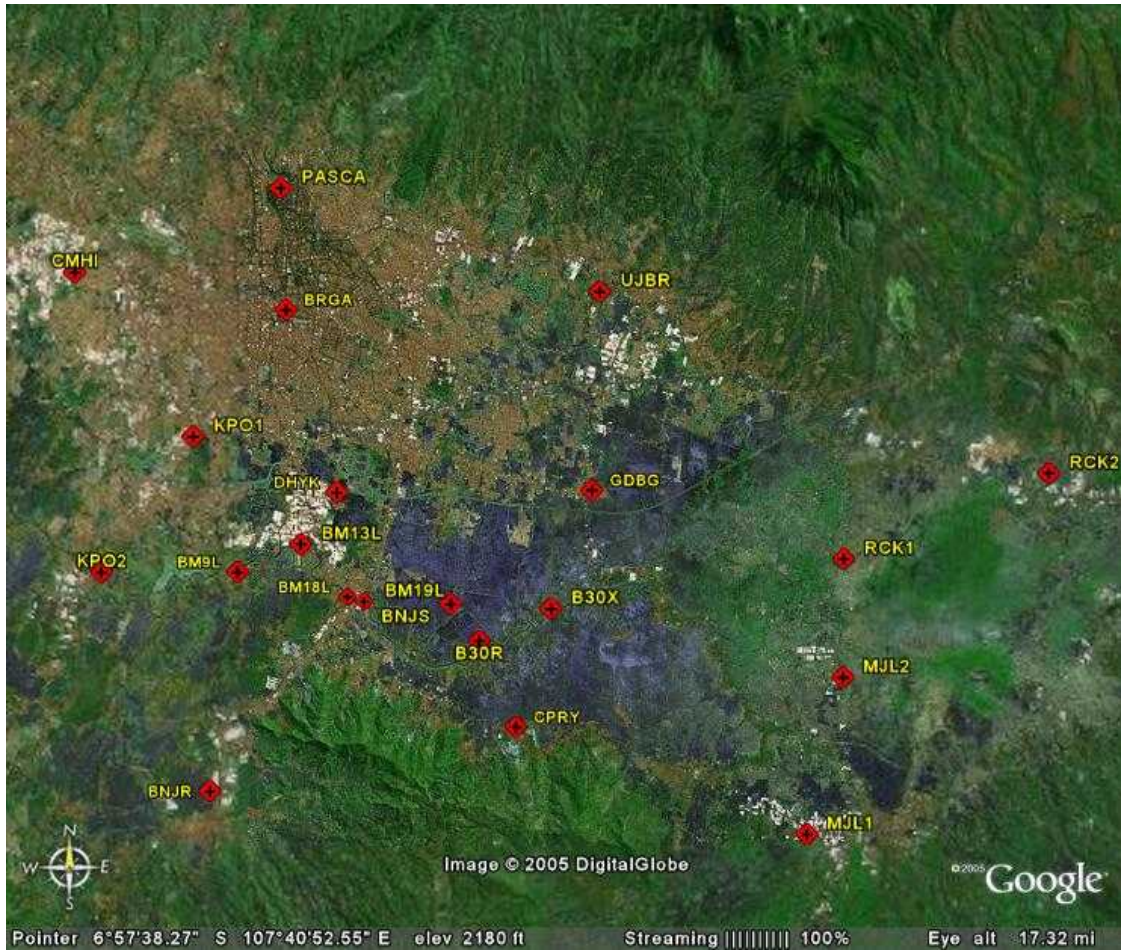 PASCA
CMHI
UJBR
BRGA
KPO1
RCK2
DHYK
GDBG
BM13L
RCK1
KPO2
BM9L
BM18L
BM19L
B30X
BNJS
B30R
MJL2
CPRY
BNJR
MJL1
N
W E
S
Image © 2005 DigitalGlobe
©2005 Google™
Pointer 6°57'38.27" S 107°40'52.55" E elev 2180 ft Streaming |||||||||| 100% Eye alt 17.32 mi